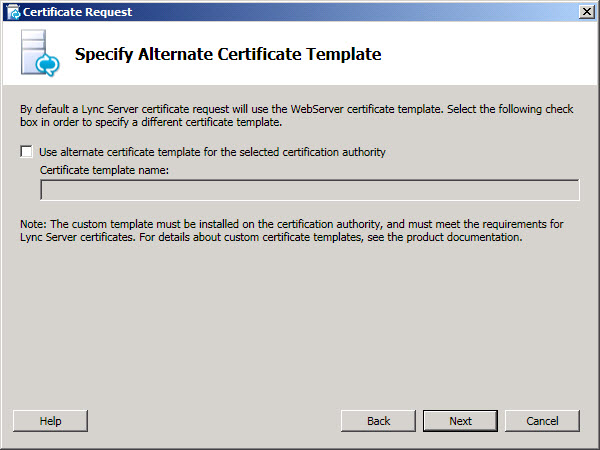 Certificate Request
Specify Alternate Certificate Template
By default a Lync Server certificate request will use the WebServer certificate template. Select the following check
box in order to specify a different certificate template.
Use alternate certificate template for the selected certification authority
Certificate template name:
Note: The custom template must be installed on the certification authority, and must meet the requirements for
Lync Server certificates. For details about custom certificate templates, see the product documentation.
Help
Back
Next
Cancel